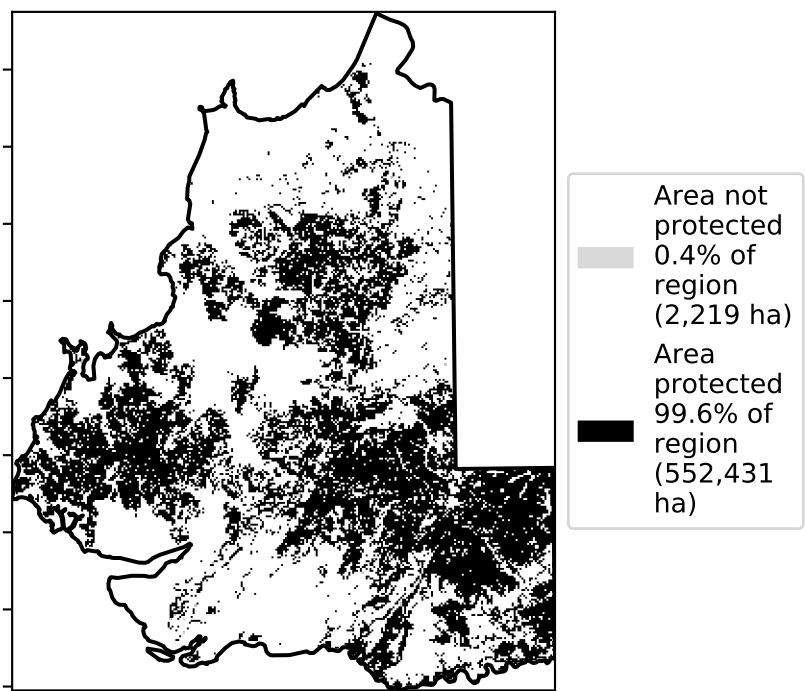 Area not
protected
0.4% of
region
(2,219 ha)
Area
protected
99.6% of
region
(552,431
ha)